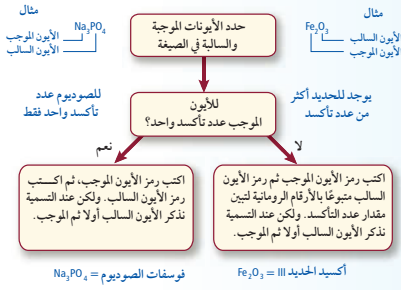 مثال
Fe₂O₃
الأيون السالب
الأيون الموجب
حدد الأيونات الموجبة
والسالبة في الصيغة
مثال
Na₃PO₄
الأيون الموجب
الأيون السالب
يوجد للحديد أكثر
من عدد تأكسد
للأيون
الموجب عدد تأكسد واحد؟
للصوديوم عدد
تأكسد واحد فقط
لا
نعم
اكتب رمز الأيون الموجب ثم رمز الأيون
السالب متبوعًا بالأرقام الرومانية لتبين
مقدار عدد التأكسد. ولكن عند التسمية
نذكر الأيون السالب أولا ثم الموجب.
اكتب رمز الأيون الموجب، ثم اكتسب
رمز الأيون السالب. ولكن عند التسمية
نذكر الأيون السالب أولا ثم الموجب.
أكسيد الحديد III = Fe₂O₃
فوسفات الصوديوم = Na₃PO₄